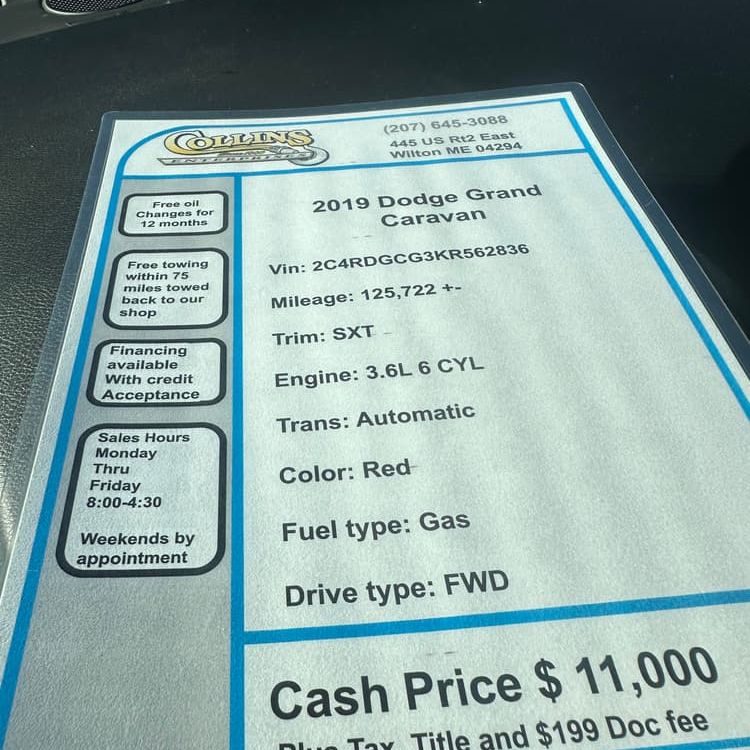 COLLINS
ENTERPRISES
(207) 645-3088
445 US Rt2 East
Wilton ME 04294
Free oil
Changes for
12 months
Free towing
within 75
miles towed
back to our
shop
Financing
available
With credit
Acceptance
Sales Hours
Monday
Thru
Friday
8:00-4:30
Weekends by
appointment
2019 Dodge Grand
Caravan
Vin: 2C4RDGCG3KR562836
Mileage: 125,722 +-
Trim: SXT
Engine: 3.6L 6 CYL
Trans: Automatic
Color: Red
Fuel type: Gas
Drive type: FWD
Cash Price $ 11,000
Plus Tax, Title and $199 Doc fee